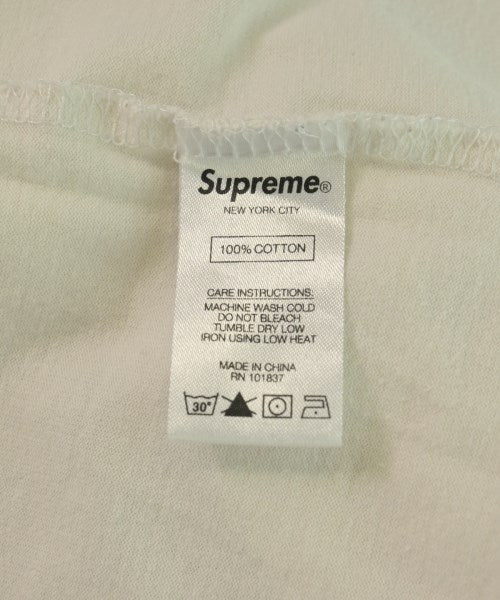 Supreme®
NEW YORK CITY
100% COTTON
CARE INSTRUCTIONS:
MACHINE WASH COLD
DO NOT BLEACH
TUMBLE DRY LOW
IRON USING LOW HEAT
MADE IN CHINA
RN 101837
30°